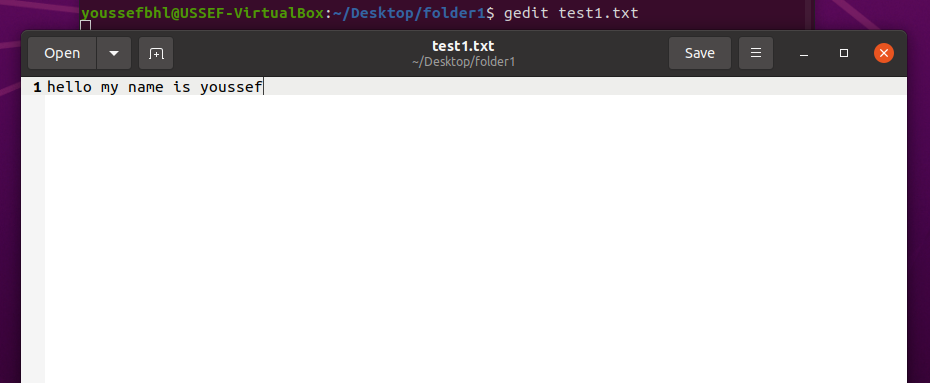 youssefbhl@USSEF-VirtualBox:~/Desktop/folder1$ gedit test1.txt
Open
test1.txt
~/Desktop/folder1
Save
1 hello my name is youssef